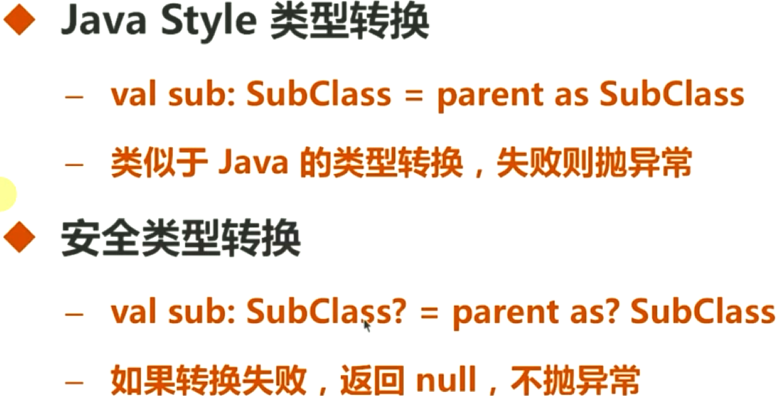 Java Style 类型转换
– val sub: SubClass = parent as SubClass
– 类似于 Java 的类型转换，失败则抛异常
安全类型转换
– val sub: SubClass? = parent as? SubClass
– 如果转换失败，返回 null，不抛异常